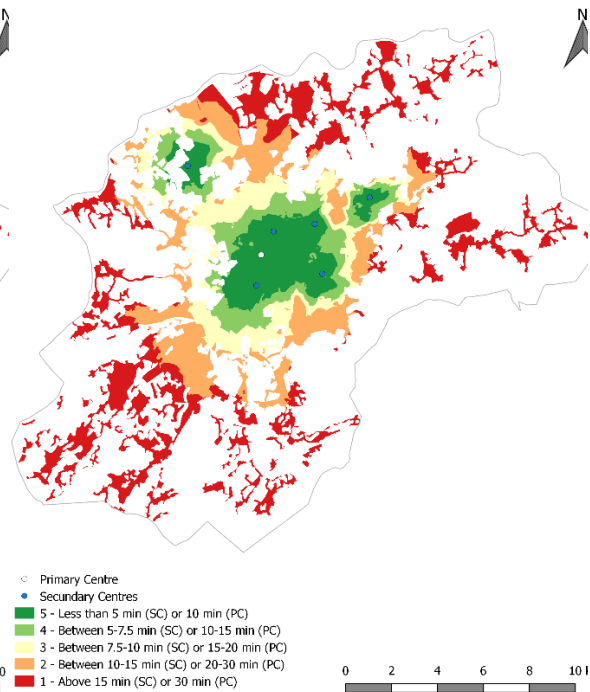 N
N
Primary Centre
Secundary Centres
5 - Less than 5 min (SC) or 10 min (PC)
4 - Between 5-7.5 min (SC) or 10-15 min (PC)
3 - Between 7.5-10 min (SC) or 15-20 min (PC)
2 - Between 10-15 min (SC) or 20-30 min (PC)
1 - Above 15 min (SC) or 30 min (PC)
0
0 2 4 6 8 10